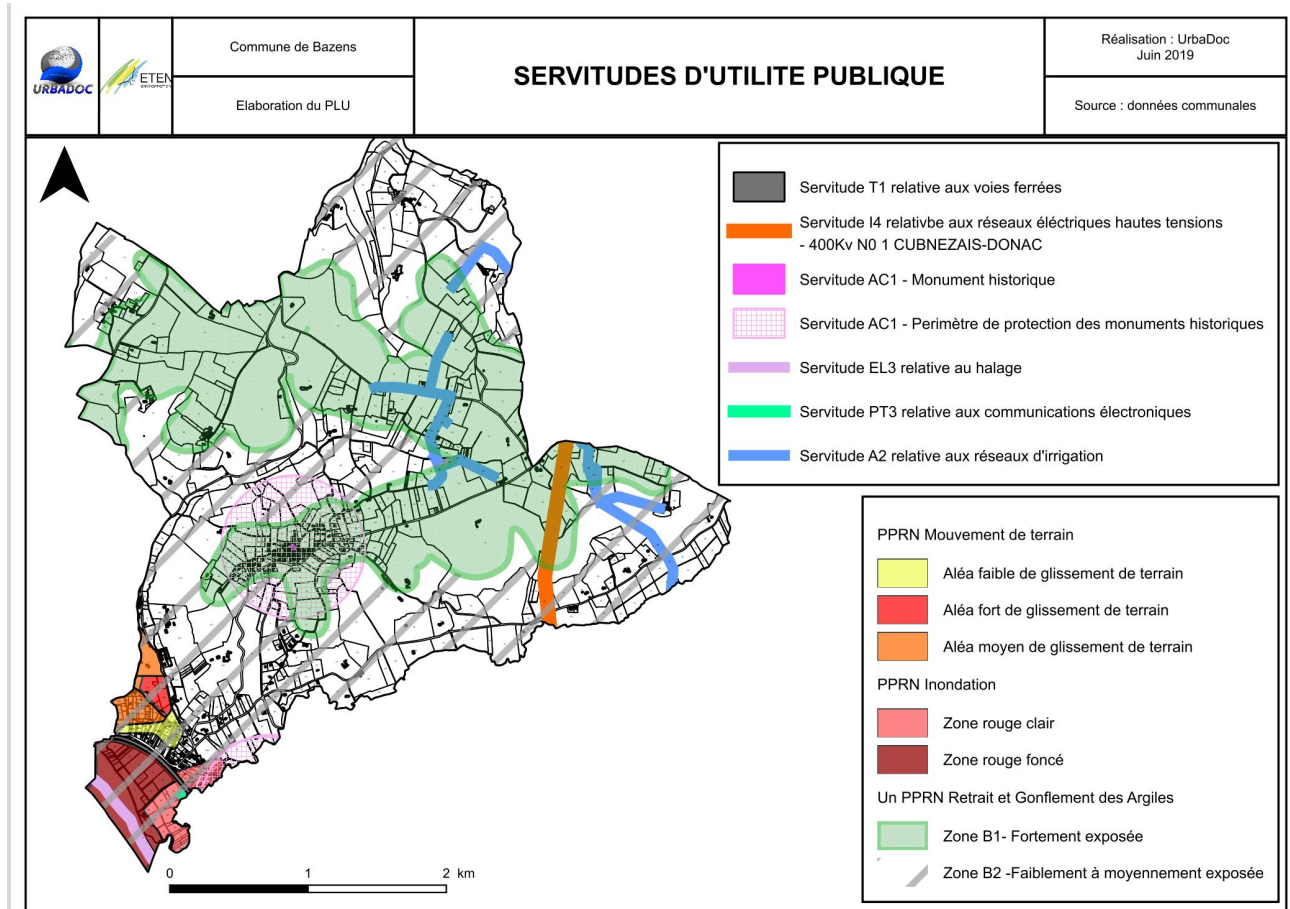 URBADOC
ETEN
environnement
Commune de Bazens
Elaboration du PLU
SERVITUDES D'UTILITE PUBLIQUE
Réalisation : UrbaDoc
Juin 2019
Source : données communales
Servitude T1 relative aux voies ferrées
Servitude I4 relativbe aux réseaux éléctriques hautes tensions
- 400Kv N0 1 CUBNEZAIS-DONAC
Servitude AC1 - Monument historique
Servitude AC1 - Perimètre de protection des monuments historiques
Servitude EL3 relative au halage
Servitude PT3 relative aux communications électroniques
Servitude A2 relative aux réseaux d'irrigation
PPRN Mouvement de terrain
Aléa faible de glissement de terrain
Aléa fort de glissement de terrain
Aléa moyen de glissement de terrain
PPRN Inondation
Zone rouge clair
Zone rouge foncé
Un PPRN Retrait et Gonflement des Argiles
Zone B1- Fortement exposée
Zone B2 -Faiblement à moyennement exposée
0 1 2 km